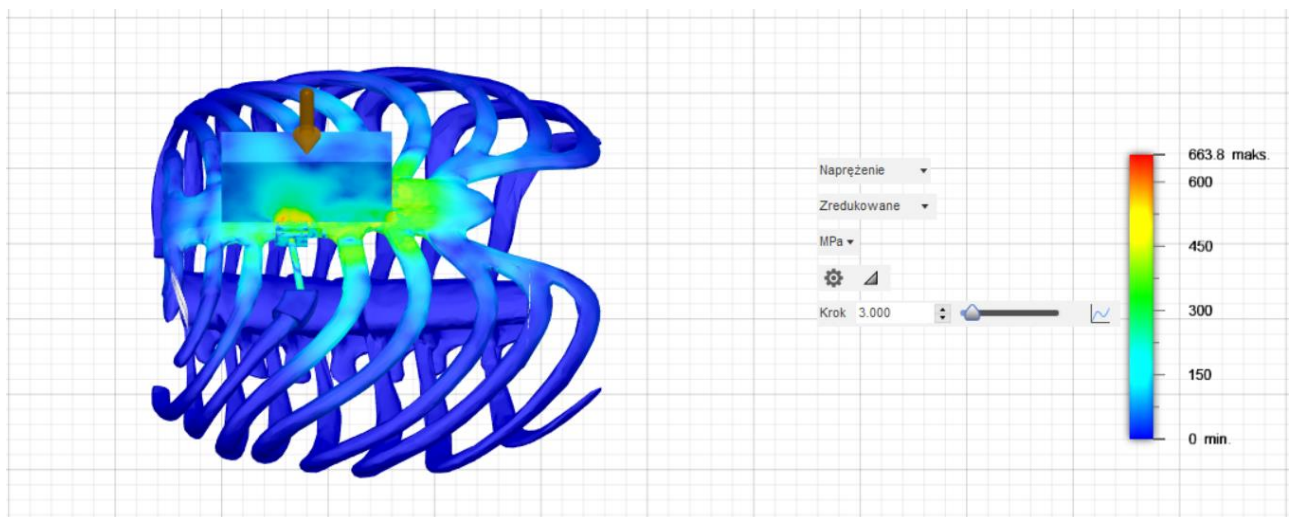 Naprężenie
Zredukowane
MPa
Krok 3.000
663.8 maks.
600
450
300
150
0 min.